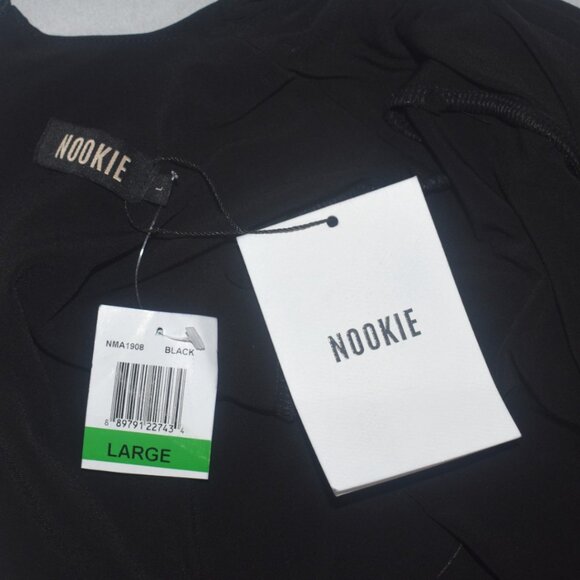 NOOKIE
L
NMA1908 BLACK
8 89791 22743 4
LARGE
NOOKIE